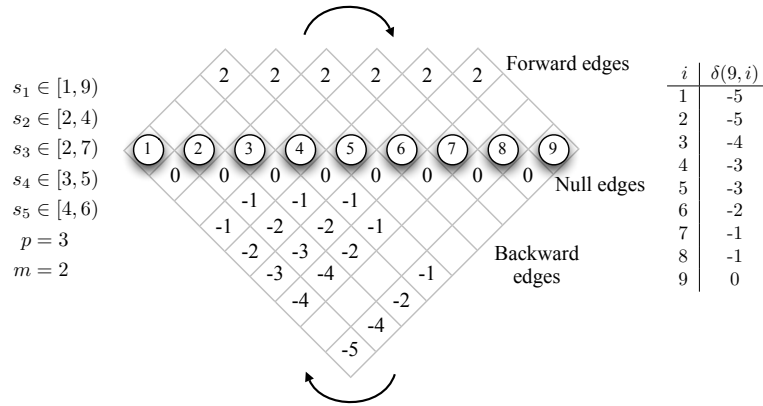 s₁ ∈ [1, 9)
s₂ ∈ [2, 4)
s₃ ∈ [2, 7)
s₄ ∈ [3, 5)
s₅ ∈ [4, 6)
p = 3
m = 2
Forward edges
2 2 2 2 2 2
1 2 3 4 5 6 7 8 9
0 0 0 0 0 0 0 0
Null edges
-1 -1 -1
-1 -2 -2 -1
-2 -3 -2
Backward
edges
-3 -4 -1
-4 -2
-4
-5
i δ(9, i)
1 -5
2 -5
3 -4
4 -3
5 -3
6 -2
7 -1
8 -1
9 0